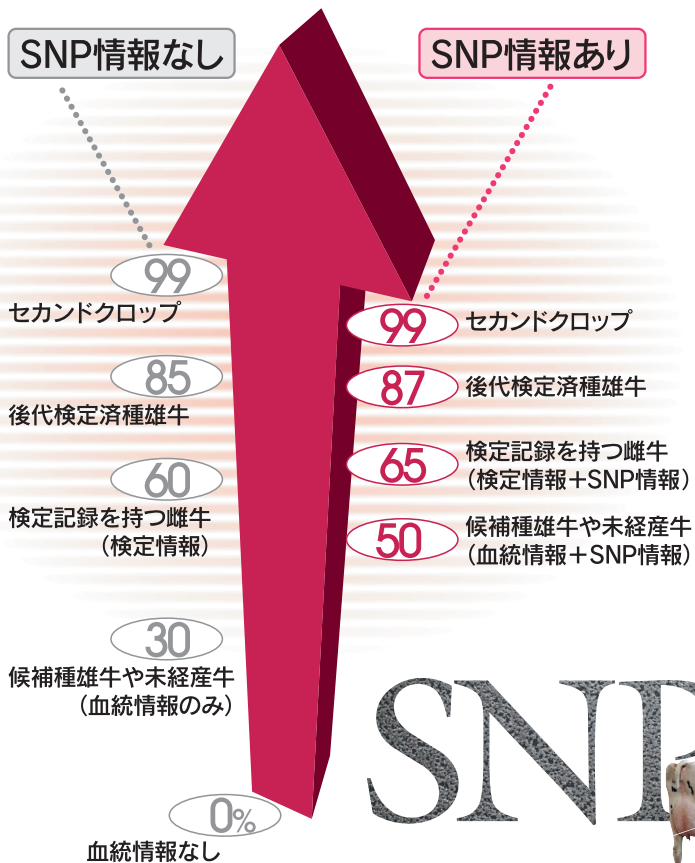 SNP情報なし
SNP情報あり
99
セカンドクロップ
85
後代検定済種雄牛
60
検定記録を持つ雌牛
（検定情報）
30
候補種雄牛や未経産牛
（血統情報のみ）
0%
血統情報なし
99
セカンドクロップ
87
後代検定済種雄牛
65
検定記録を持つ雌牛
（検定情報＋SNP情報）
50
候補種雄牛や未経産牛
（血統情報＋SNP情報）
SNP